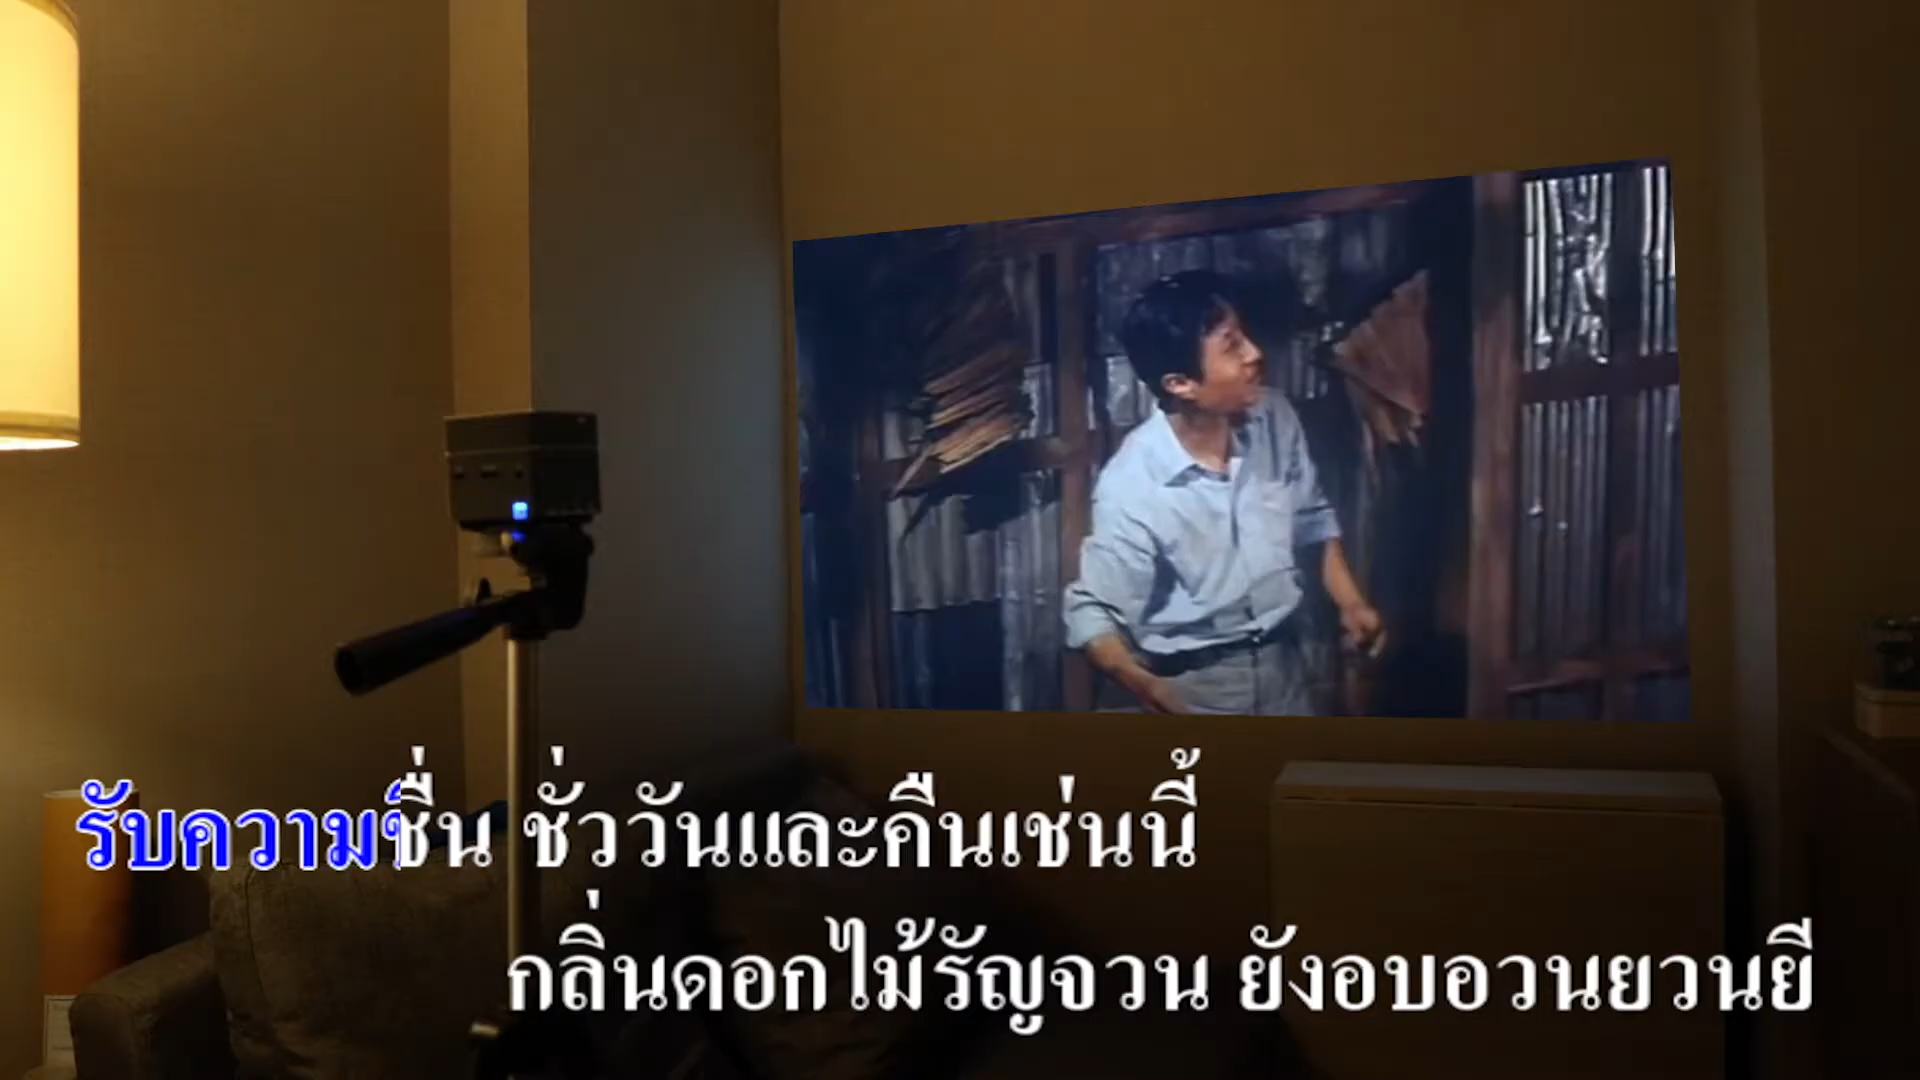 รับความชื่น ชั่ววันและคืนเช่นนี้
กลิ่นดอกไม้รัญจวน ยังอบอวนยวนยี